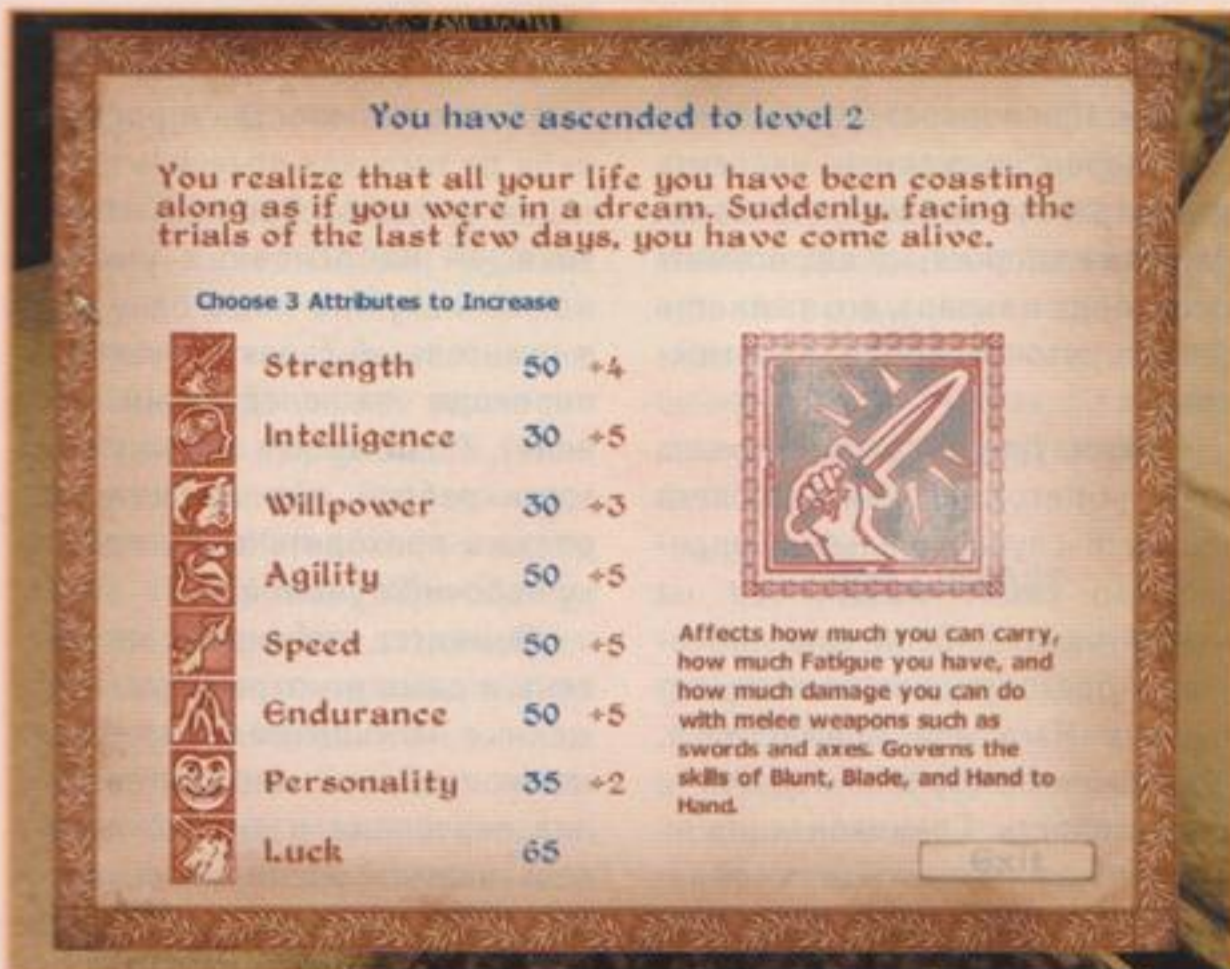 You have ascended to level 2
You realize that all your life you have been coasting
along as if you were in a dream. Suddenly, facing the
trials of the last few days, you have come alive.
Choose 3 Attributes to Increase
Strength 50 +4
Intelligence 30 +5
Willpower 30 +3
Agility 50 +5
Speed 50 +5
Endurance 50 +5
Personality 35 +2
Luck 65
Affects how much you can carry,
how much Fatigue you have, and
how much damage you can do
with melee weapons such as
swords and axes. Governs the
skills of Blunt, Blade, and Hand to
Hand.
Exit